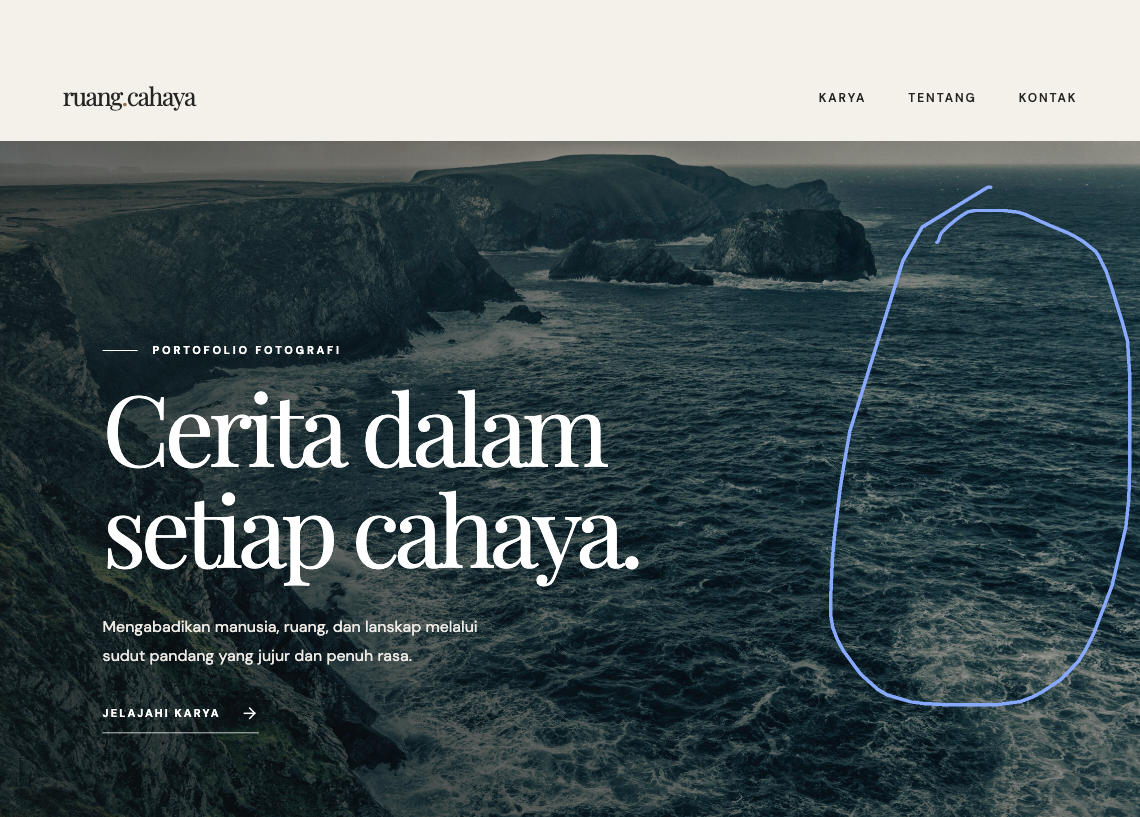 ruang.cahaya
KARYA TENTANG KONTAK
PORTOFOLIO FOTOGRAFI
Cerita dalam
setiap cahaya.
Mengabadikan manusia, ruang, dan lanskap melalui
sudut pandang yang jujur dan penuh rasa.
JELAJAHI KARYA →